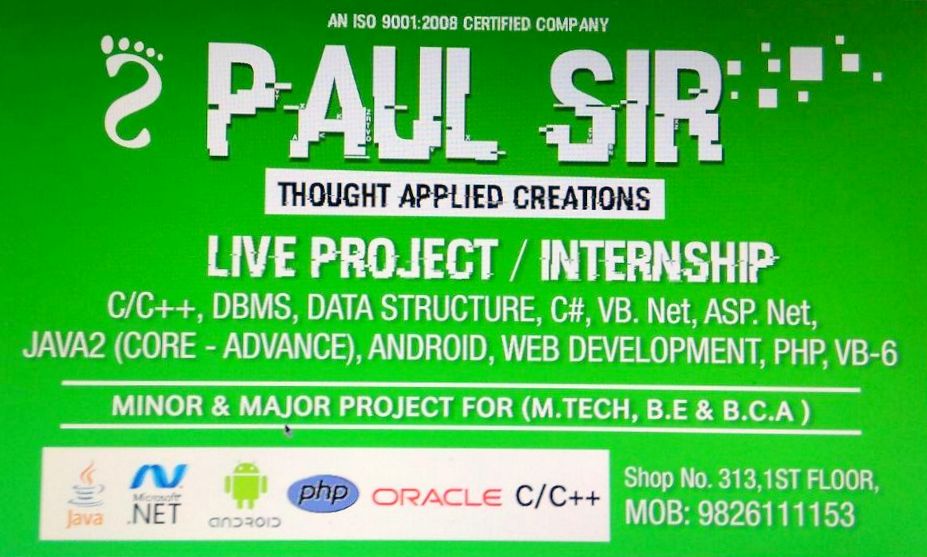 AN ISO 9001:2008 CERTIFIED COMPANY
PAUL SIR
THOUGHT APPLIED CREATIONS
LIVE PROJECT / INTERNSHIP
C/C++, DBMS, DATA STRUCTURE, C#, VB. Net, ASP. Net,
JAVA2 (CORE - ADVANCE), ANDROID, WEB DEVELOPMENT, PHP, VB-6
MINOR & MAJOR PROJECT FOR (M.TECH, B.E & B.C.A )
Java
Microsoft
.NET
ANDROID
php
ORACLE
C/C++
Shop No. 313,1ST FLOOR,
MOB: 9826111153